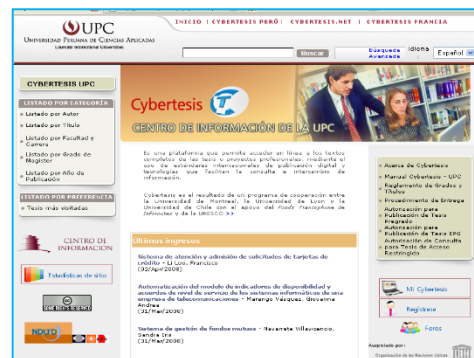 INICIO | CYBERTESIS PERÚ | CYBERTESIS.NET | CYBERTESIS FRANCIA
UPC
UNIVERSIDAD PERUANA DE CIENCIAS APLICADAS
Laureate International Universities
Buscar
Búsqueda Avanzada
Idioma :
Español
CYBERTESIS UPC
LISTADO POR CATEGORÍA
Listado por Autor
Listado por Título
Listado por Facultad y
Carrera
Listado por Grado de
Magister
Listado por Año de
Publicación
LISTADO POR PREFERENCIA
Tesis más visitadas
CENTRO DE
INFORMACION
Estadísticas de sitio
NDLTD
Cybertesis
CENTRO DE INFORMACIÓN DE LA UPC
Es una plataforma que permite acceder en línea a los textos
completos de las tesis o proyectos profesionales, mediante el
uso de estándares internacionales de publicación digital y
tecnologías que facilitan la consulta e intercambio de
información.
Cybertesis es el resultado de un programa de cooperación entre
la Universidad de Montreal, la Universidad de Lyon y la
Universidad de Chile con el apoyo del Fonds Francophone de
Inforoutes y de la UNESCO >>
Últimos ingresos
Sistema de atención y admisión de solicitudes de tarjetas de
crédito - Li Loo, Francisco
(02/Apr/2008)
Automatización del modulo de indicadores de disponibilidad y
acuerdos de nivel de servicio de los sistemas informáticos de una
empresa de telecomunicaciones - Marengo Vásquez, Giovanna
Andrea
(31/Mar/2008)
Sistema de gestión de fondos mutuos - Navarrete Villavicencio,
Sandra Iris
(31/Mar/2008)
Acerca de Cybertesis
Manual Cybertesis - UPC
Reglamento de Grados y
Títulos
Procedimiento de Entrega
Autorización para
Publicación de Tesis
Pregrado
Autorización para
Publicación de Tesis EPG
Autorización de Consulta
para Tesis de Acceso
Restringido
Mi Cybertesis
Regístrese
Foros
Auspiciado por:
Organización de las Naciones Unidas